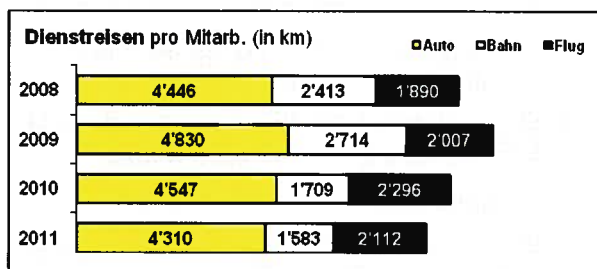 Dienstreisen pro Mitarb. (in km) Auto Bahn Flug
2008 4'446 2'413 1'890
2009 4'830 2'714 2'007
2010 4'547 1'709 2'296
2011 4'310 1'583 2'112